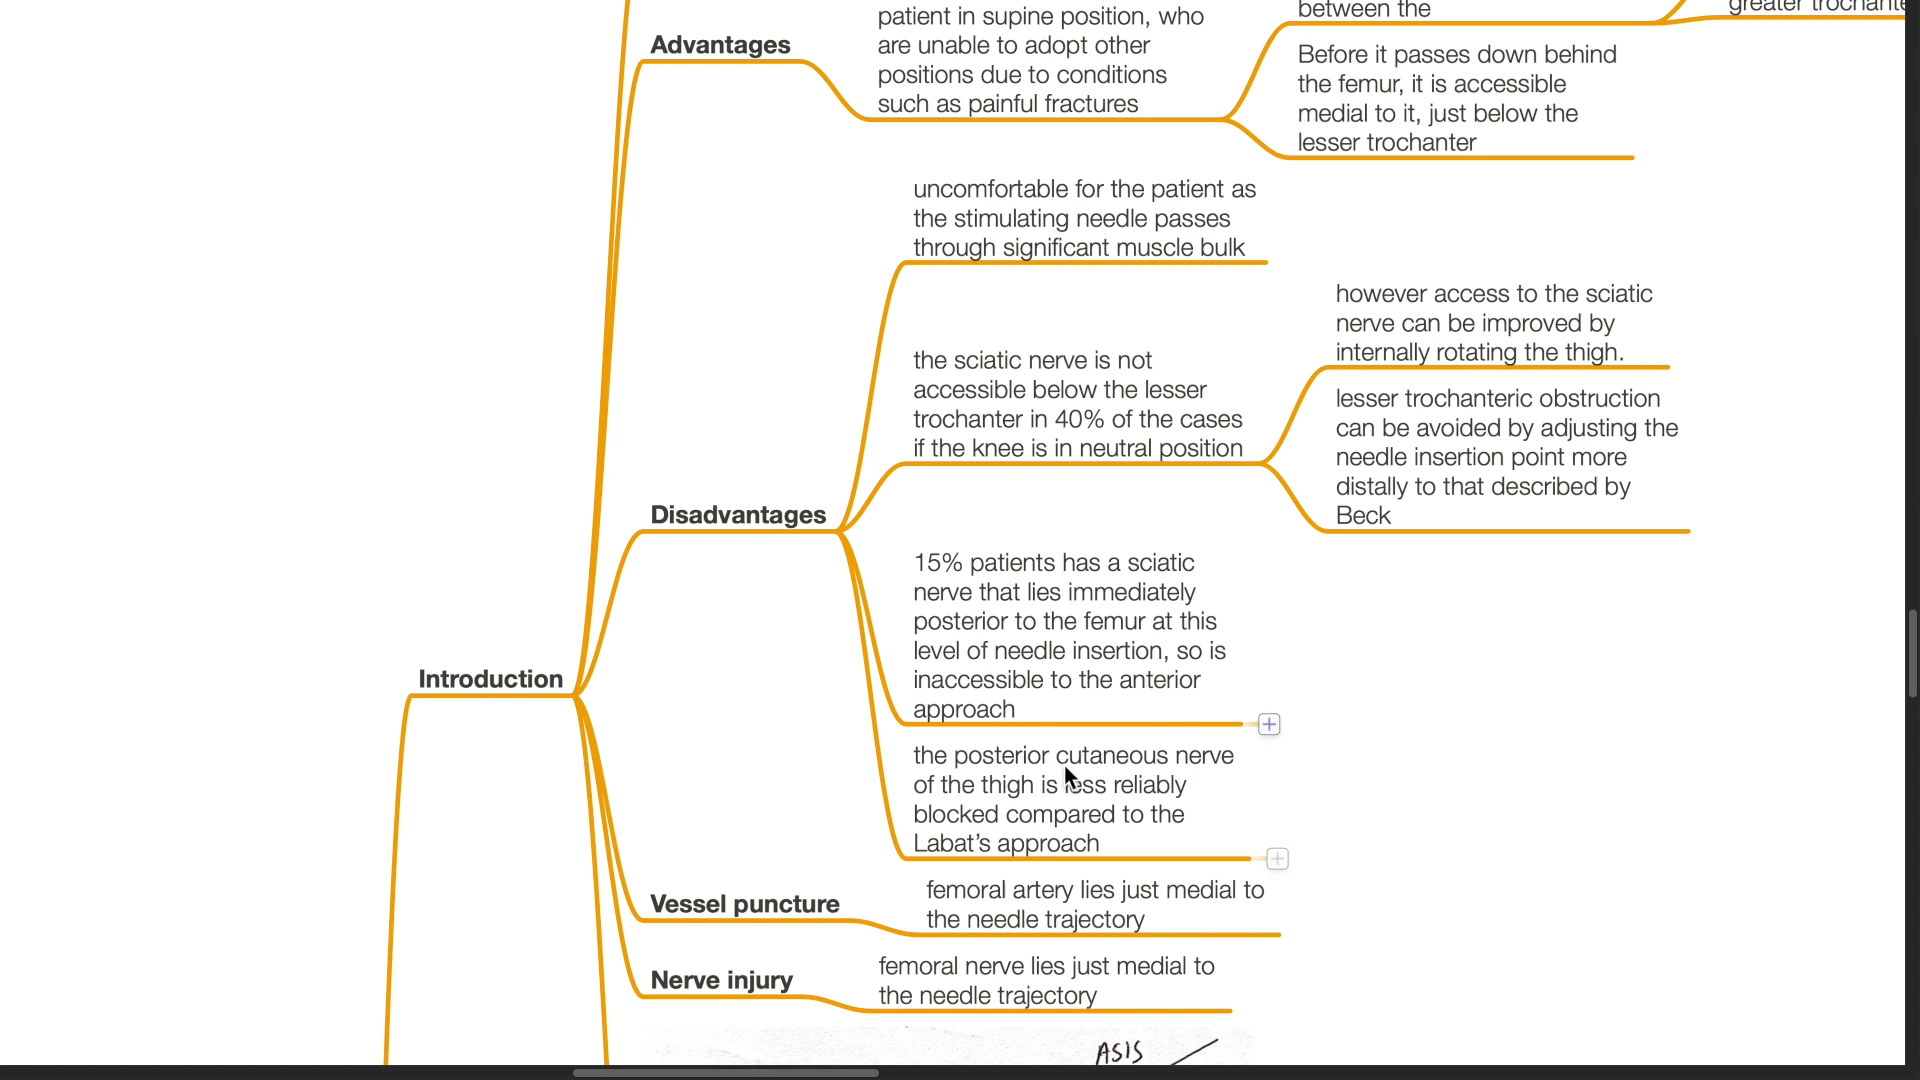 Advantages
patient in supine position, who
are unable to adopt other
positions due to conditions
such as painful fractures
between the
greater trochante
Before it passes down behind
the femur, it is accessible
medial to it, just below the
lesser trochanter
Introduction
Disadvantages
uncomfortable for the patient as
the stimulating needle passes
through significant muscle bulk
the sciatic nerve is not
accessible below the lesser
trochanter in 40% of the cases
if the knee is in neutral position
however access to the sciatic
nerve can be improved by
internally rotating the thigh.
lesser trochanteric obstruction
can be avoided by adjusting the
needle insertion point more
distally to that described by
Beck
15% patients has a sciatic
nerve that lies immediately
posterior to the femur at this
level of needle insertion, so is
inaccessible to the anterior
approach
the posterior cutaneous nerve
of the thigh is less reliably
blocked compared to the
Labat’s approach
Vessel puncture
femoral artery lies just medial to
the needle trajectory
Nerve injury
femoral nerve lies just medial to
the needle trajectory
ASIS